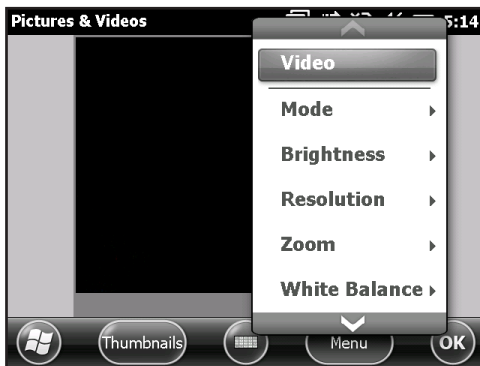 Pictures & Videos
5:14
Video
Mode
Brightness
Resolution
Zoom
White Balance
Thumbnails
Menu
OK